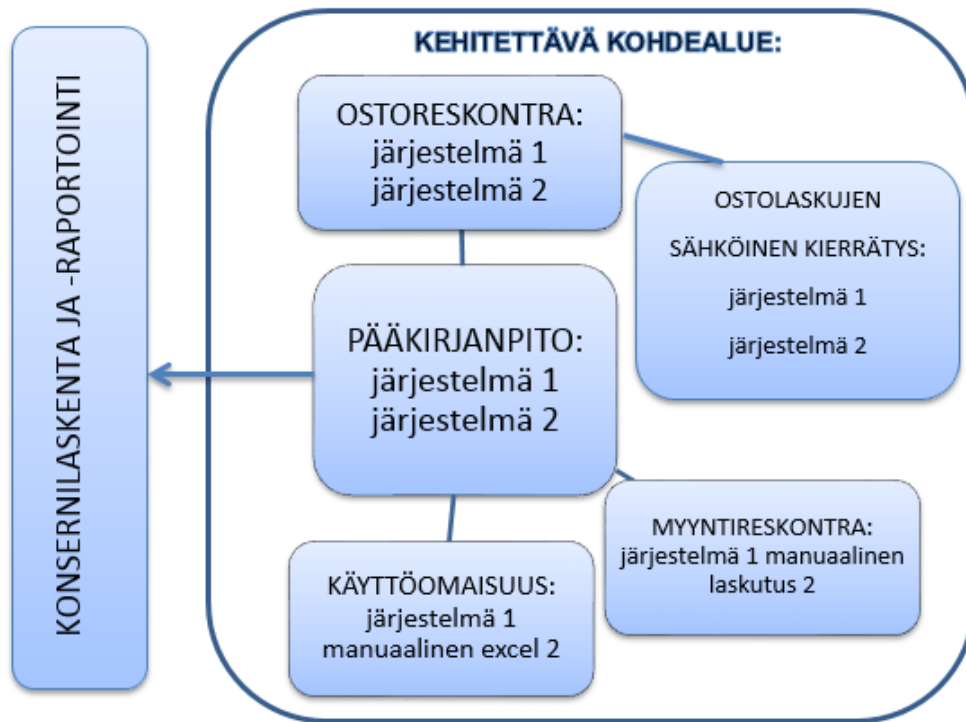 KONSERNILASKENTA JA -RAPORTOINTI
KEHITETTÄVÄ KOHDEALUE:
OSTORESKONTRA:
järjestelmä 1
järjestelmä 2
OSTOLASKUJEN
SÄHKÖINEN KIERRÄTYS:
järjestelmä 1
järjestelmä 2
PÄÄKIRJANPITO:
järjestelmä 1
järjestelmä 2
MYYNTIRESKONTRA:
järjestelmä 1 manuaalinen
laskutus 2
KÄYTTÖOMAISUUS:
järjestelmä 1
manuaalinen excel 2